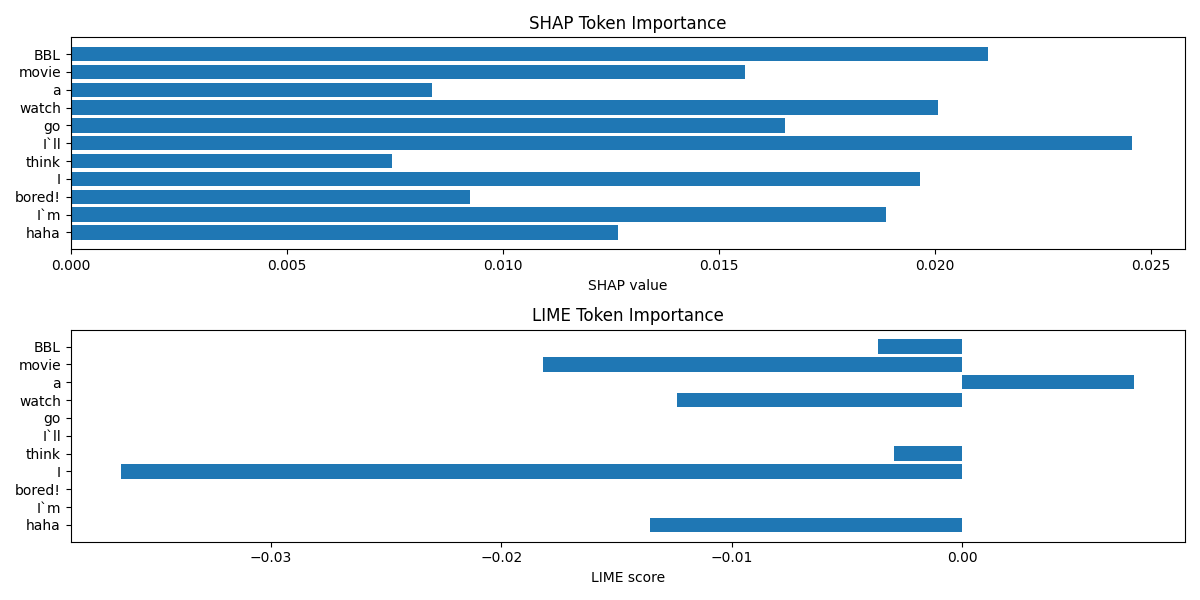 SHAP Token Importance
BBL
movie
a
watch
go
I`ll
think
I
bored!
I`m
haha
0.000 0.005 0.010 0.015 0.020 0.025
SHAP value
LIME Token Importance
BBL
movie
a
watch
go
I`ll
think
I
bored!
I`m
haha
−0.03 −0.02 −0.01 0.00
LIME score